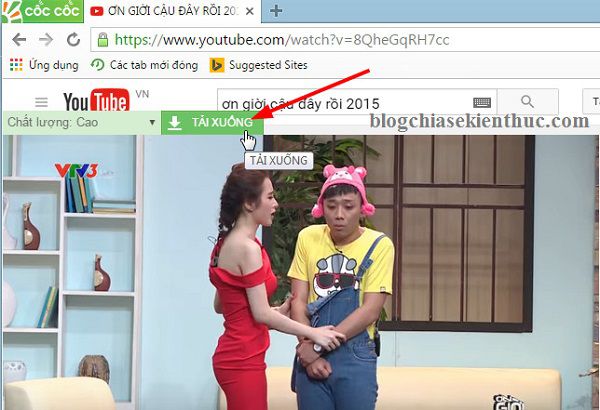 cốc cốc
ƠN GIỜI CẬU ĐÂY RỒI 201
https://www.youtube.com/watch?v=8QheGqRH7cc
Ứng dụng Các tab mới đóng Suggested Sites
YouTube VN
ơn giời cậu đây rồi 2015
Chất lượng: Cao TẢI XUỐNG
blogchiasekienthuc.com
TẢI XUỐNG
VTV3
ƠN GIỜI